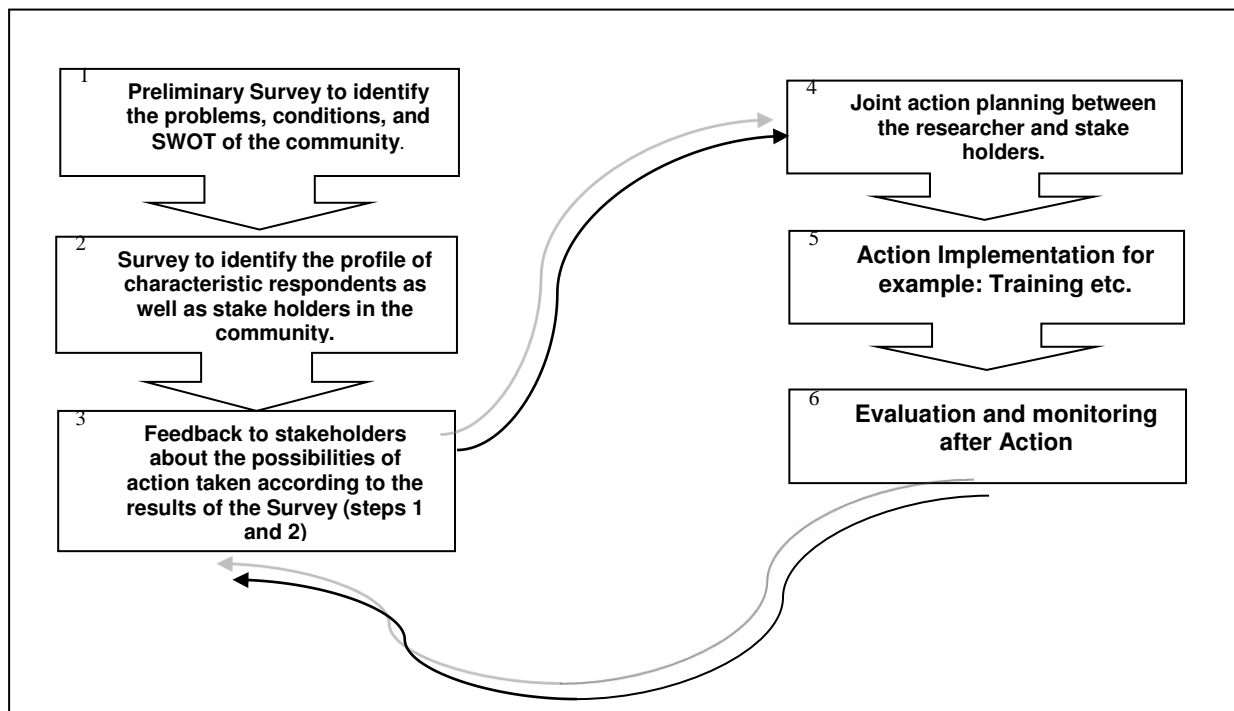 1
Preliminary Survey to identify
the problems, conditions, and
SWOT of the community.
2
Survey to identify the profile of
characteristic respondents as
well as stake holders in the
community.
3
Feedback to stakeholders
about the possibilities of
action taken according to the
results of the Survey (steps 1
and 2)
4
Joint action planning between
the researcher and stake
holders.
5
Action Implementation for
example: Training etc.
6
Evaluation and monitoring
after Action